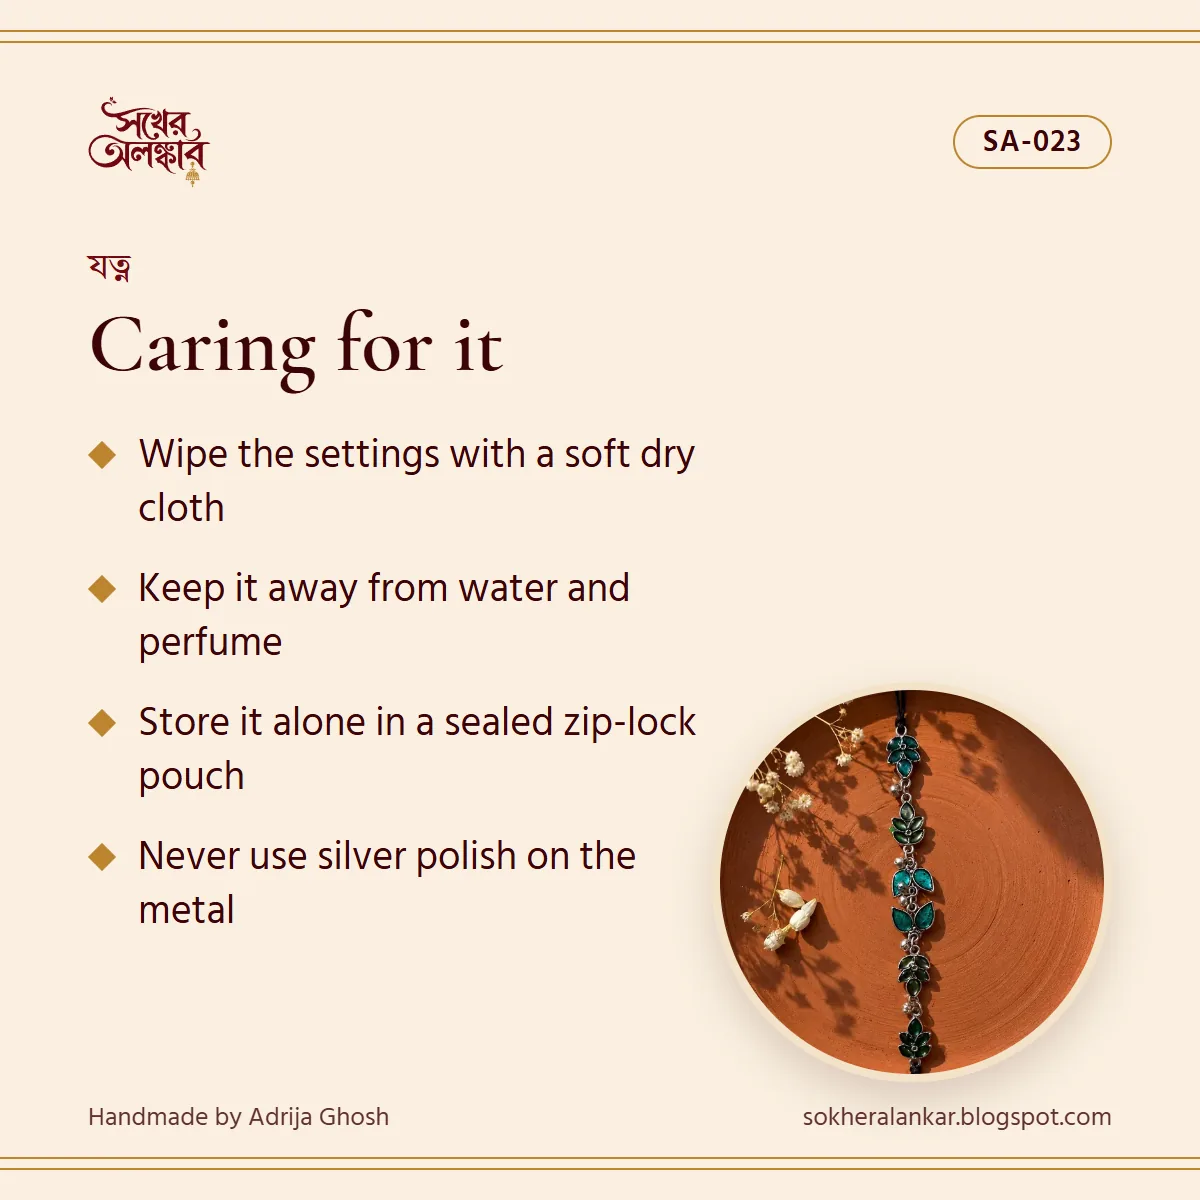 সখের
অলঙ্কার
SA-023
যত্ন
Caring for it
Wipe the settings with a soft dry
cloth
Keep it away from water and
perfume
Store it alone in a sealed zip-lock
pouch
Never use silver polish on the
metal
Handmade by Adrija Ghosh
sokheralankar.blogspot.com